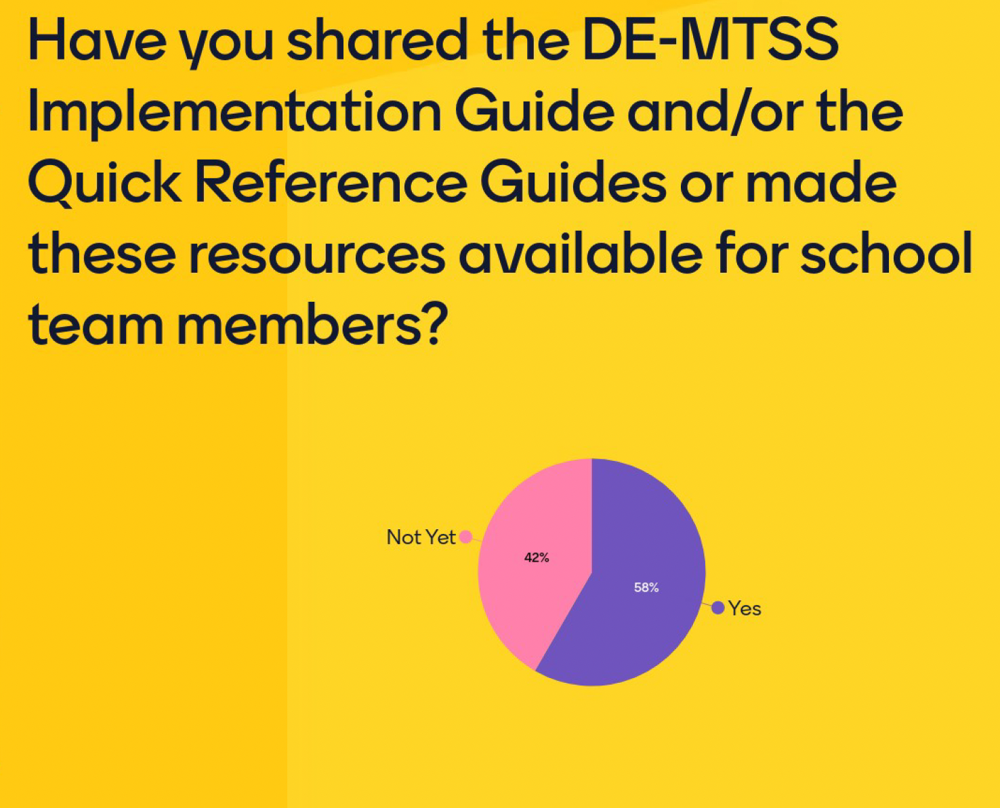 Have you shared the DE-MTSS
Implementation Guide and/or the
Quick Reference Guides or made
these resources available for school
team members?
Not Yet
42%
58%
Yes